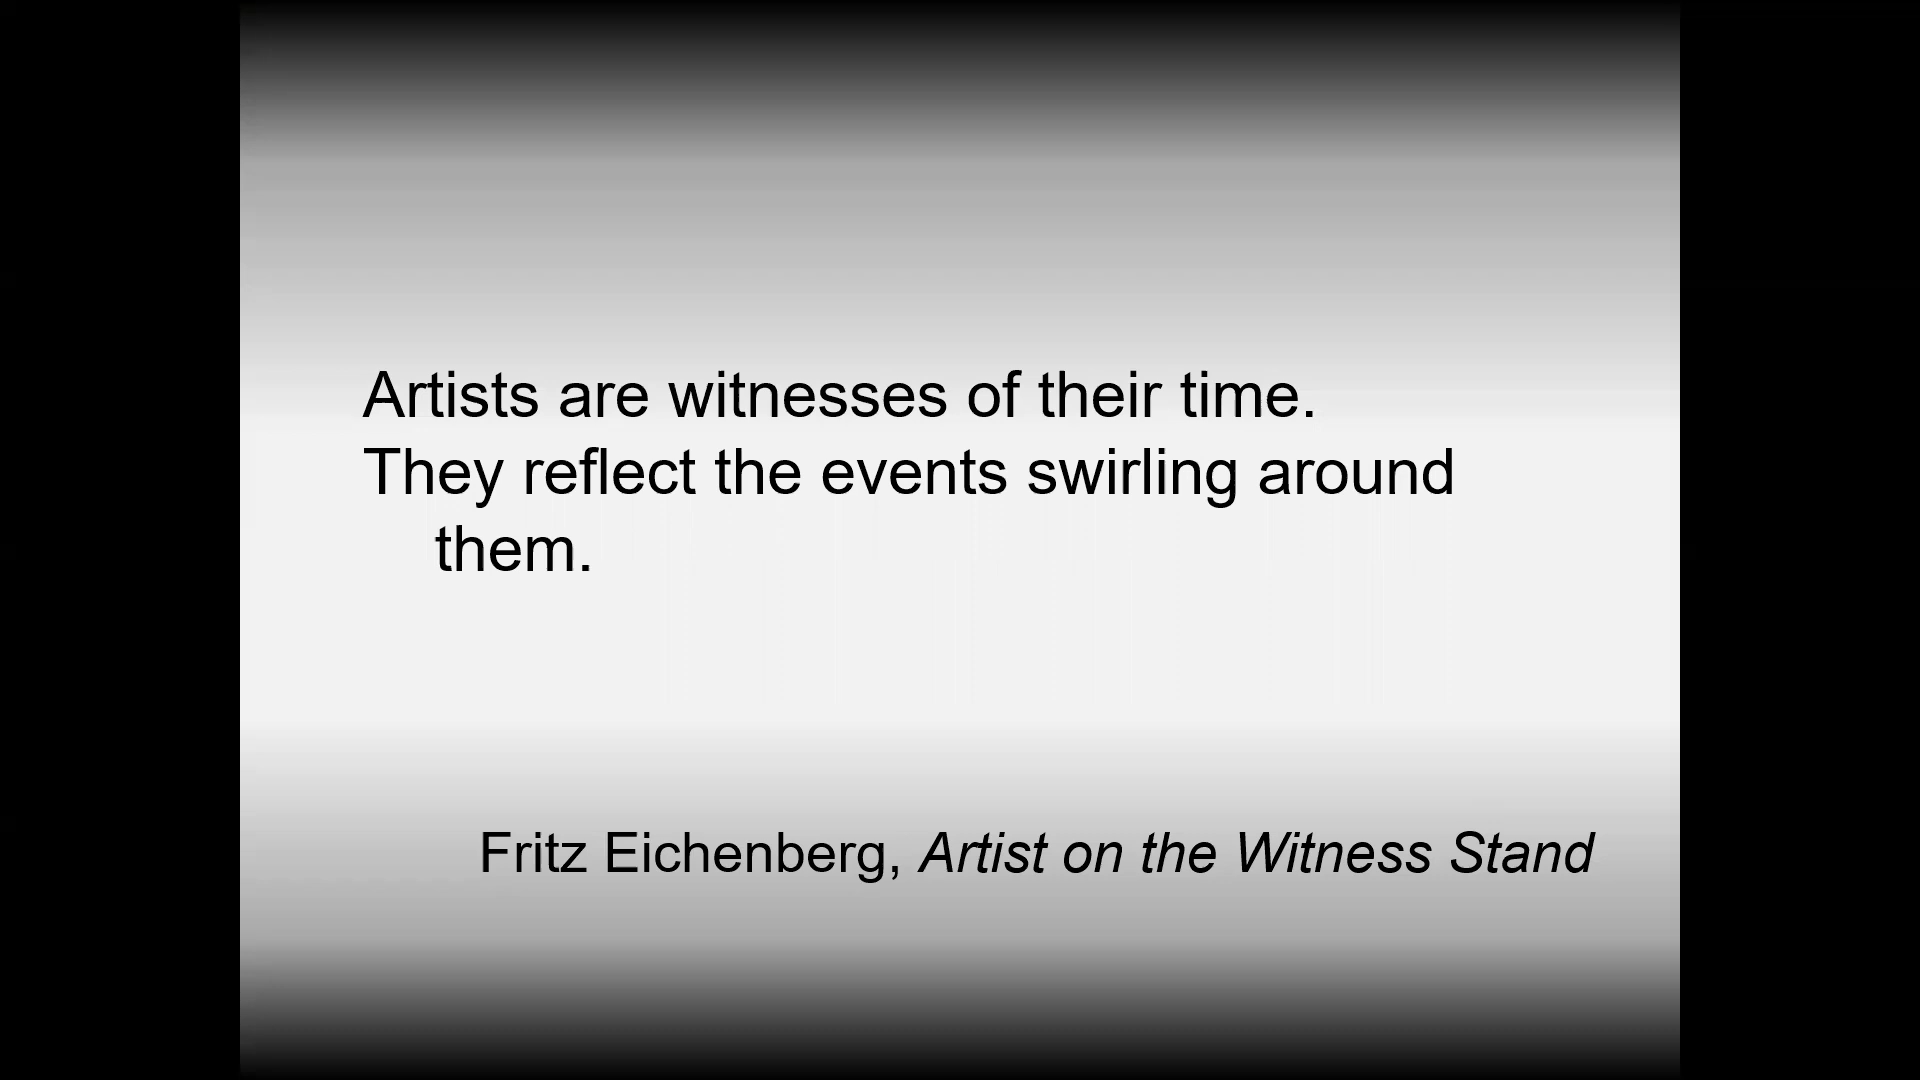 Artists are witnesses of their time.
They reflect the events swirling around
them.
Fritz Eichenberg, Artist on the Witness Stand